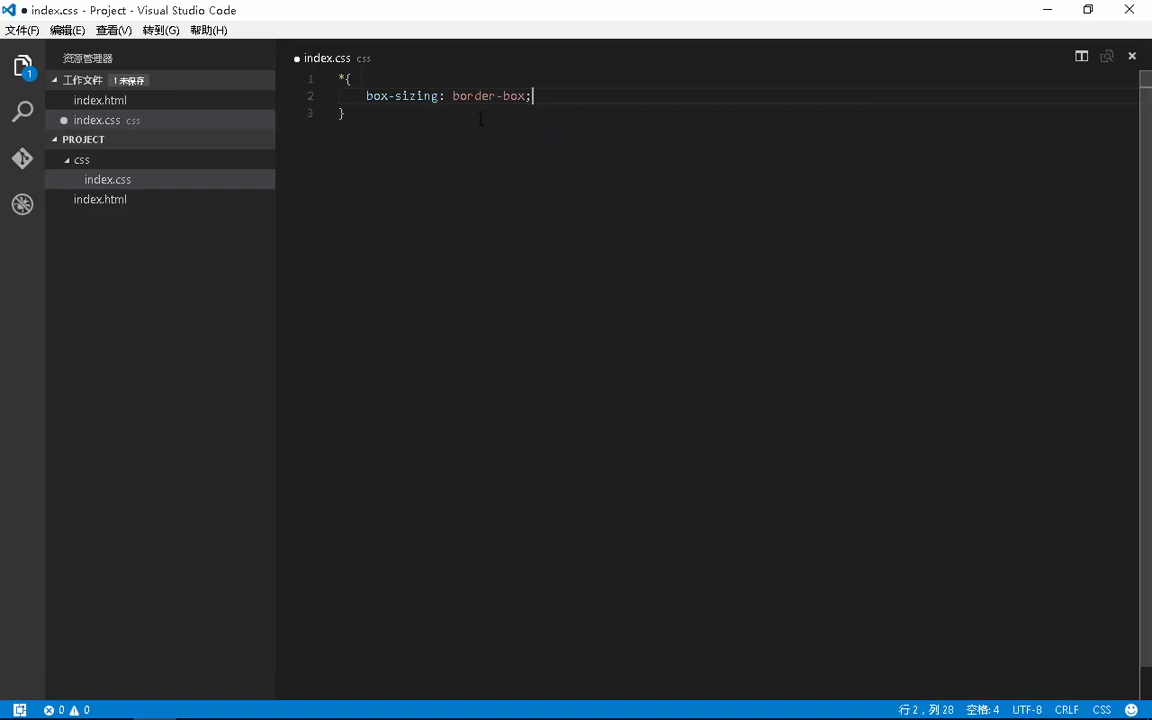 ● index.css - Project - Visual Studio Code
文件(F) 编辑(E) 查看(V) 转到(G) 帮助(H)
资源管理器
工作文件 1 未保存
index.html
index.css css
PROJECT
css
index.css
index.html
1
● index.css css
1 *{
2 box-sizing: border-box;
3 }
0 0
行 2，列 28 空格: 4 UTF-8 CRLF CSS